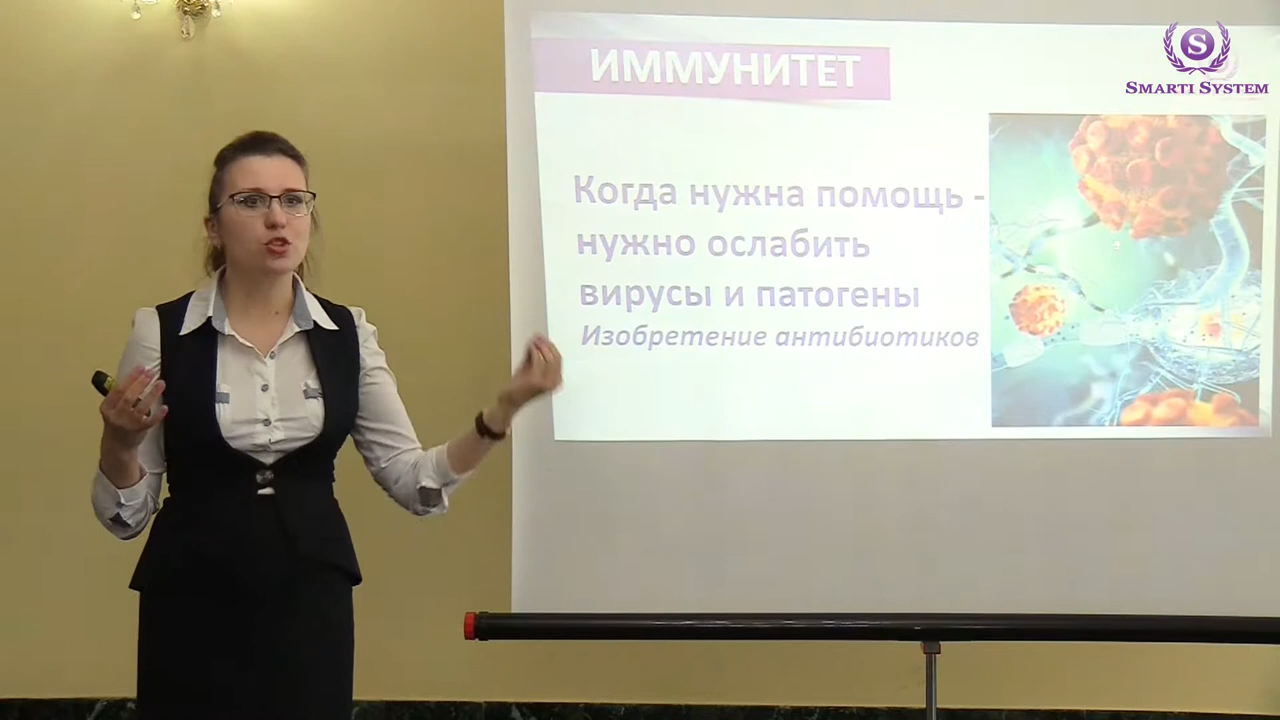 ИММУНИТЕТ
S
SMARTI SYSTEM
Когда нужна помощь -
нужно ослабить
вирусы и патогены
Изобретение антибиотиков